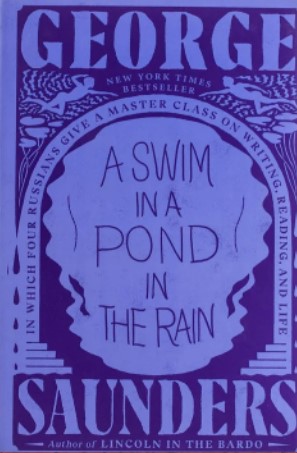 GEORGE
NEW YORK TIMES
BESTSELLER
IN WHICH FOUR RUSSIANS GIVE A MASTER CLASS ON WRITING, READING, AND LIFE
A SWIM
IN A
POND
IN
THE RAIN
SAUNDERS
Author of LINCOLN IN THE BARDO